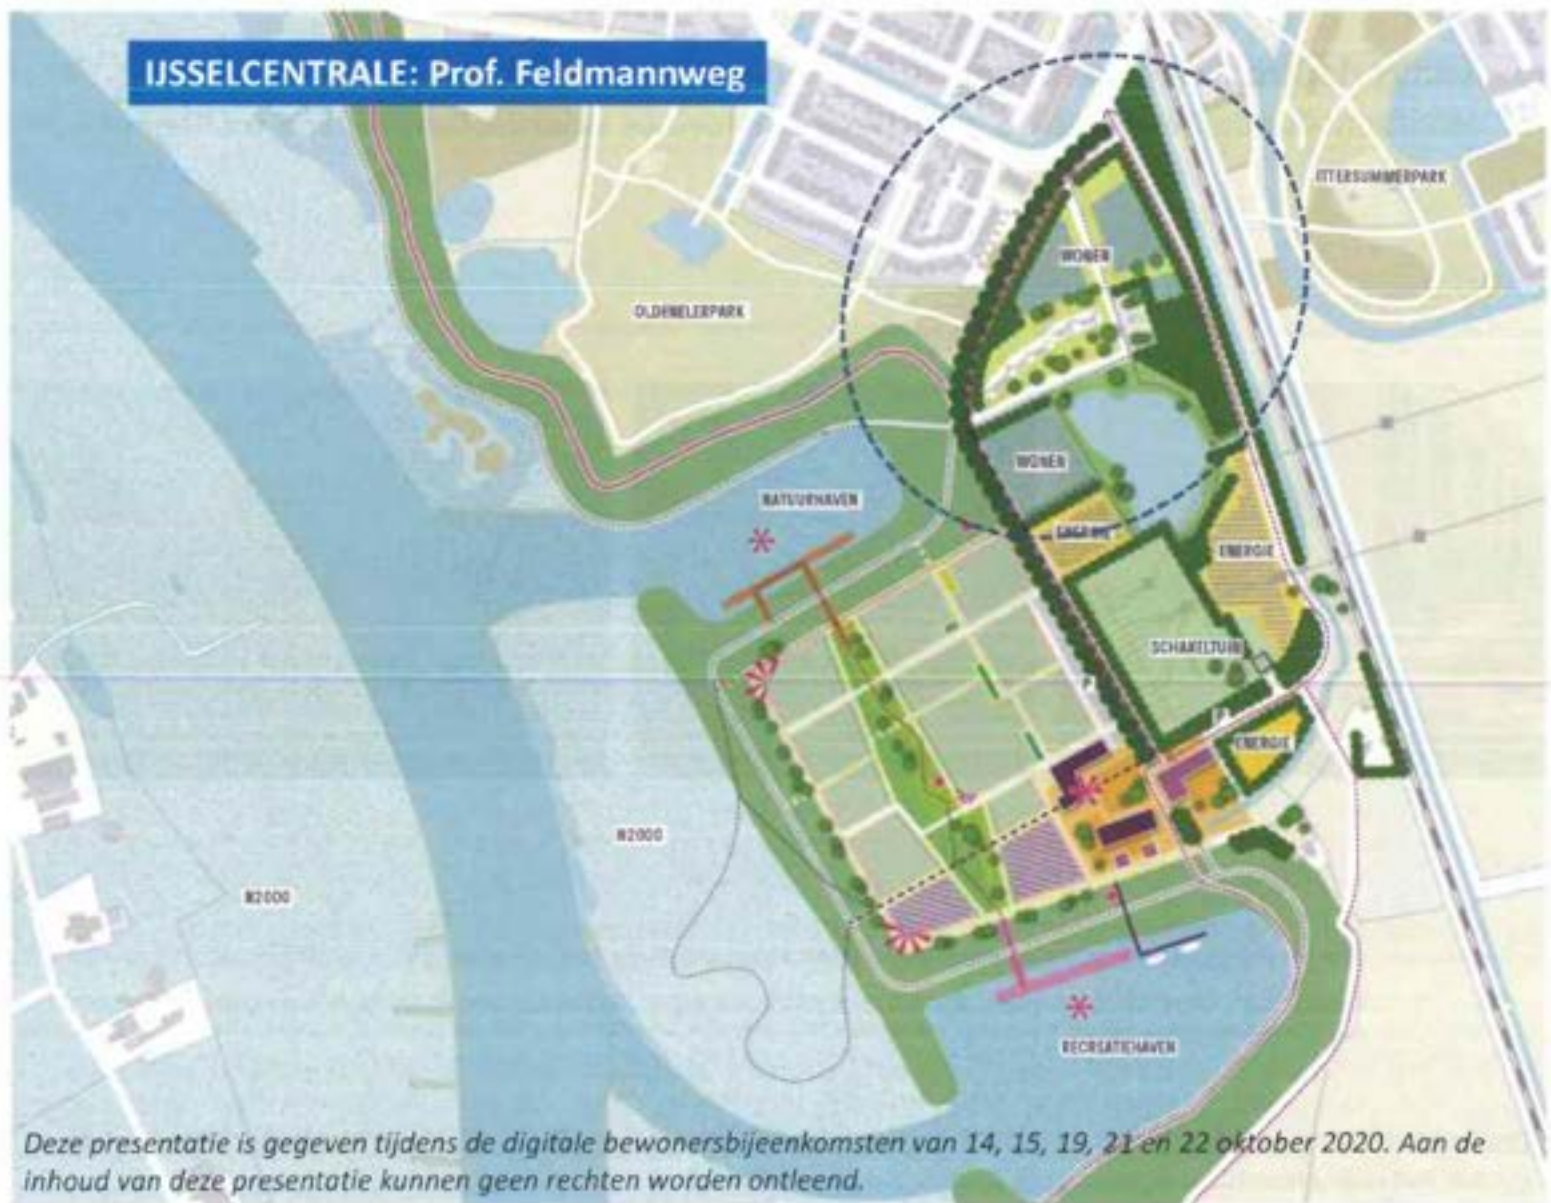 IJSSELCENTRALE: Prof. Feldmannweg
ITTERSUMMERPARK
WONEN
OLDENELERPARK
WONEN
NATUURHAVEN
ENERGIE
ENERGIE
SCHAKELTUIN
ENERGIE
N2000
N2000
RECREATIEHAVEN
Deze presentatie is gegeven tijdens de digitale bewonersbijeenkomsten van 14, 15, 19, 21 en 22 oktober 2020. Aan de
inhoud van deze presentatie kunnen geen rechten worden ontleend.